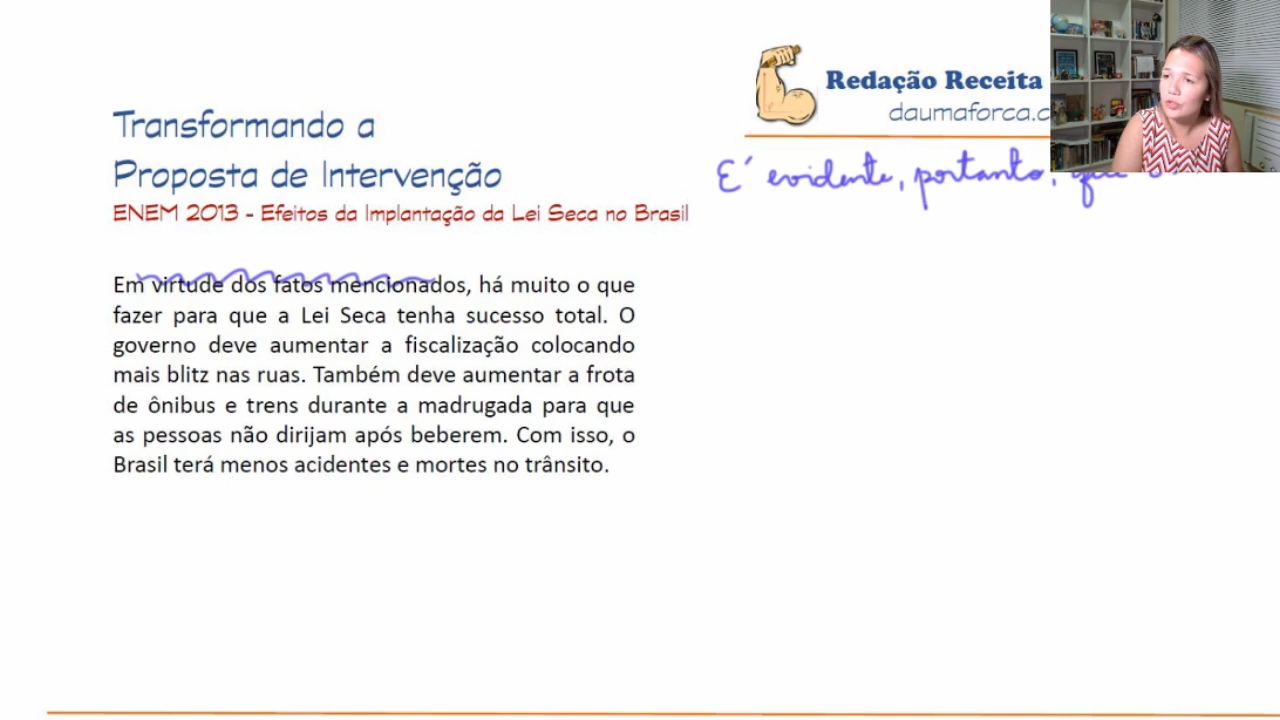 Redação Receita
daumaforca.c
Transformando a
Proposta de Intervenção
ENEM 2013 - Efeitos da Implantação da Lei Seca no Brasil
É evidente, portanto, que
Em virtude dos fatos mencionados, há muito o que
fazer para que a Lei Seca tenha sucesso total. O
governo deve aumentar a fiscalização colocando
mais blitz nas ruas. Também deve aumentar a frota
de ônibus e trens durante a madrugada para que
as pessoas não dirijam após beberem. Com isso, o
Brasil terá menos acidentes e mortes no trânsito.